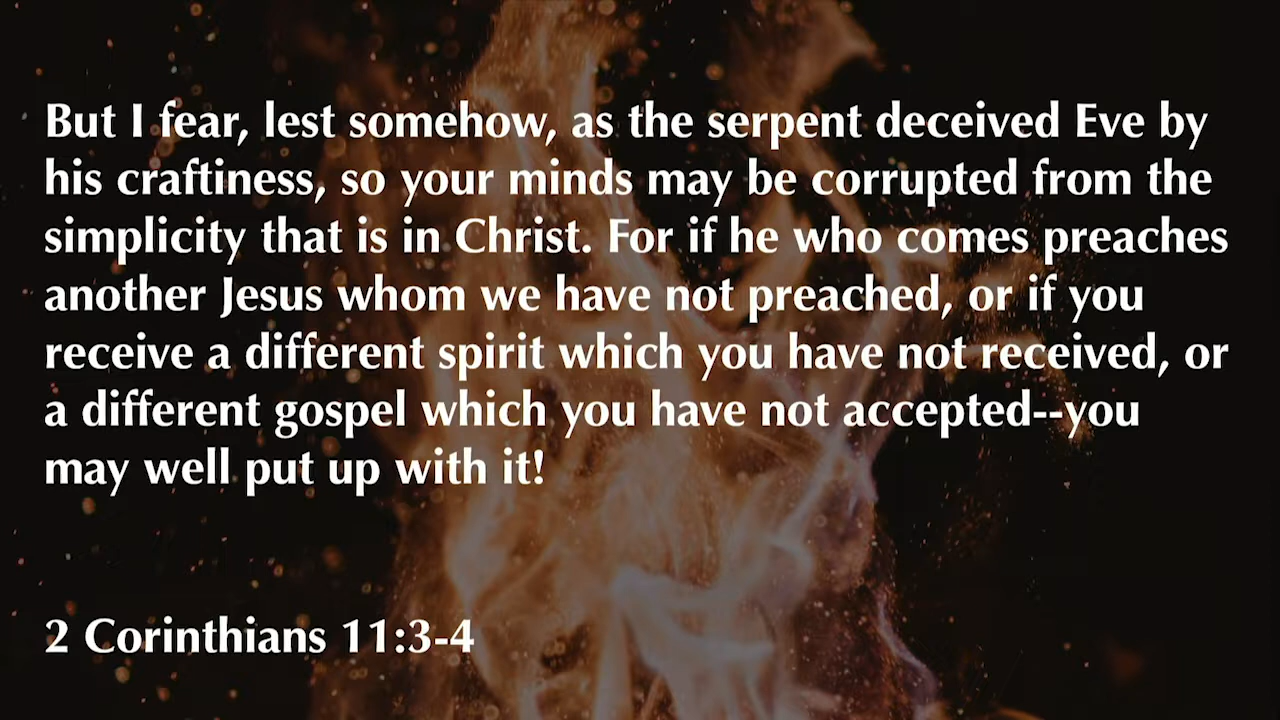 But I fear, lest somehow, as the serpent deceived Eve by
his craftiness, so your minds may be corrupted from the
simplicity that is in Christ. For if he who comes preaches
another Jesus whom we have not preached, or if you
receive a different spirit which you have not received, or
a different gospel which you have not accepted--you
may well put up with it!
2 Corinthians 11:3-4